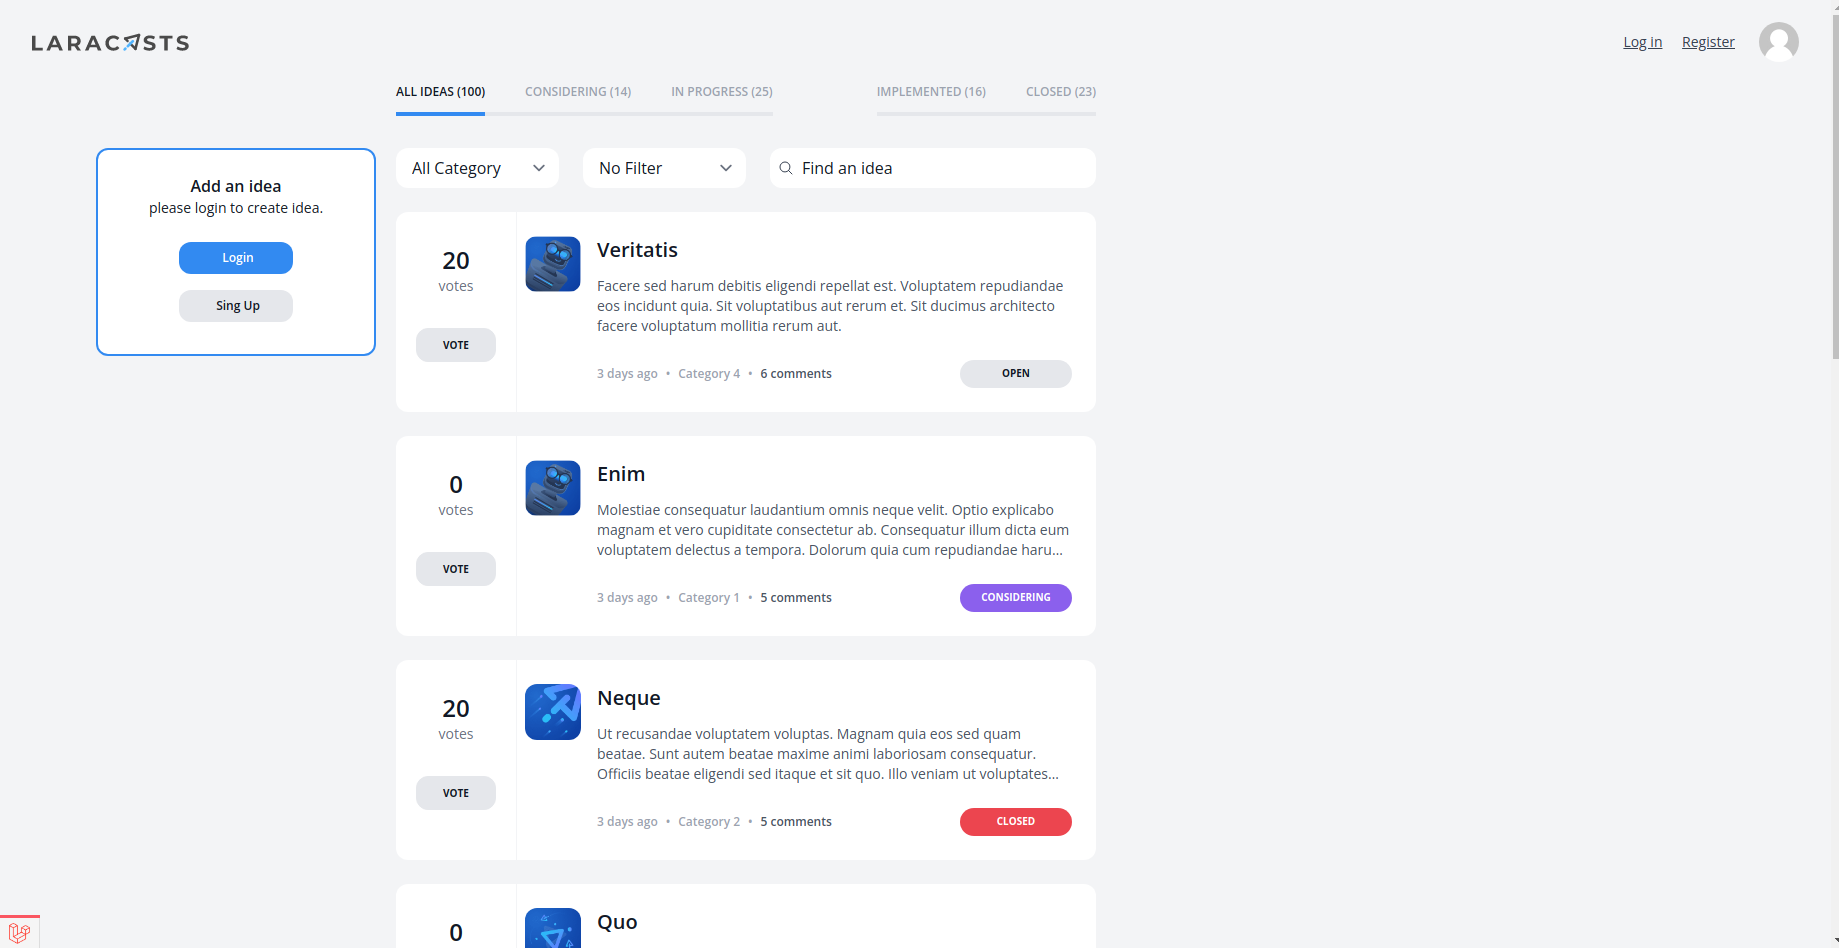 LARACASTS
Log in Register
ALL IDEAS (100) CONSIDERING (14) IN PROGRESS (25) IMPLEMENTED (16) CLOSED (23)
Add an idea
please login to create idea.
Login
Sing Up
All Category No Filter Find an idea
20
votes
VOTE
Veritatis
Facere sed harum debitis eligendi repellat est. Voluptatem repudiandae
eos incidunt quia. Sit voluptatibus aut rerum et. Sit ducimus architecto
facere voluptatum mollitia rerum aut.
3 days ago • Category 4 • 6 comments
OPEN
0
votes
VOTE
Enim
Molestiae consequatur laudantium omnis neque velit. Optio explicabo
magnam et vero cupiditate consectetur ab. Consequatur illum dicta eum
voluptatem delectus a tempora. Dolorum quia cum repudiandae haru...
3 days ago • Category 1 • 5 comments
CONSIDERING
20
votes
VOTE
Neque
Ut recusandae voluptatem voluptas. Magnam quia eos sed quam
beatae. Sunt autem beatae maxime animi laboriosam consequatur.
Officiis beatae eligendi sed itaque et sit quo. Illo veniam ut voluptates...
3 days ago • Category 2 • 5 comments
CLOSED
0
Quo